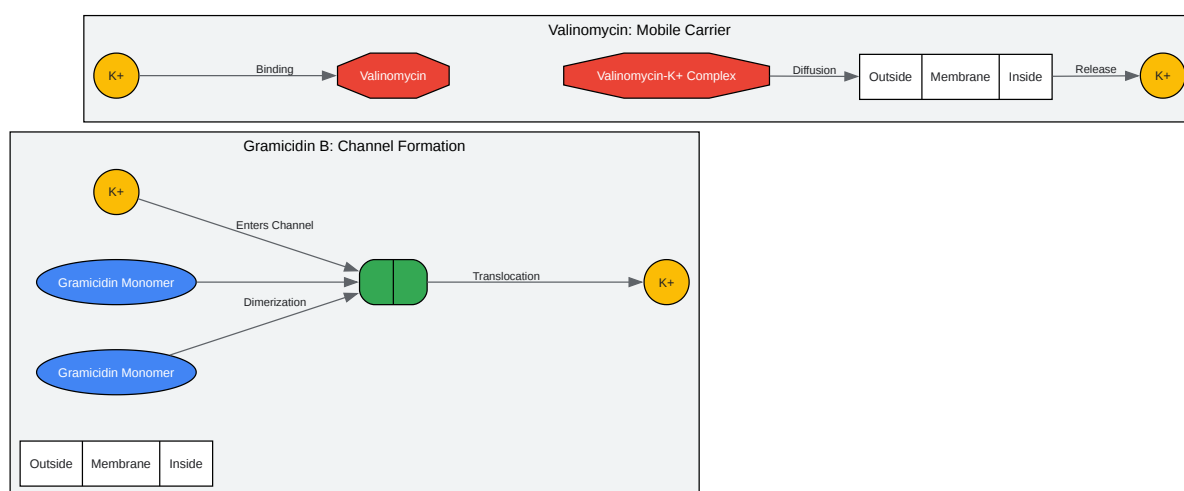 Valinomycin: Mobile Carrier
K+
Binding
Valinomycin
Valinomycin-K+ Complex
Diffusion
Outside
Membrane
Inside
Release
K+
Gramicidin B: Channel Formation
K+
Enters Channel
Gramicidin Monomer
Translocation
K+
Dimerization
Gramicidin Monomer
Outside
Membrane
Inside